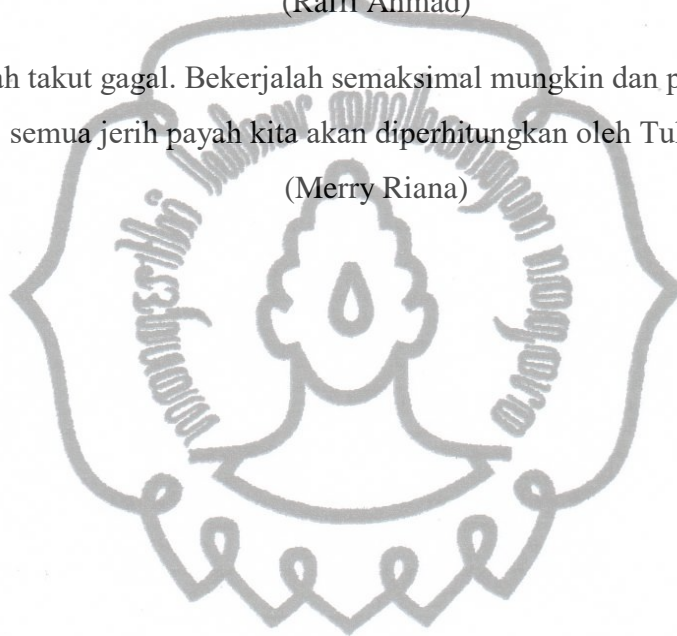 (Raffi Ahmad)
ah takut gagal. Bekerjalah semaksimal mungkin dan p
semua jerih payah kita akan diperhitungkan oleh Tu
(Merry Riana)